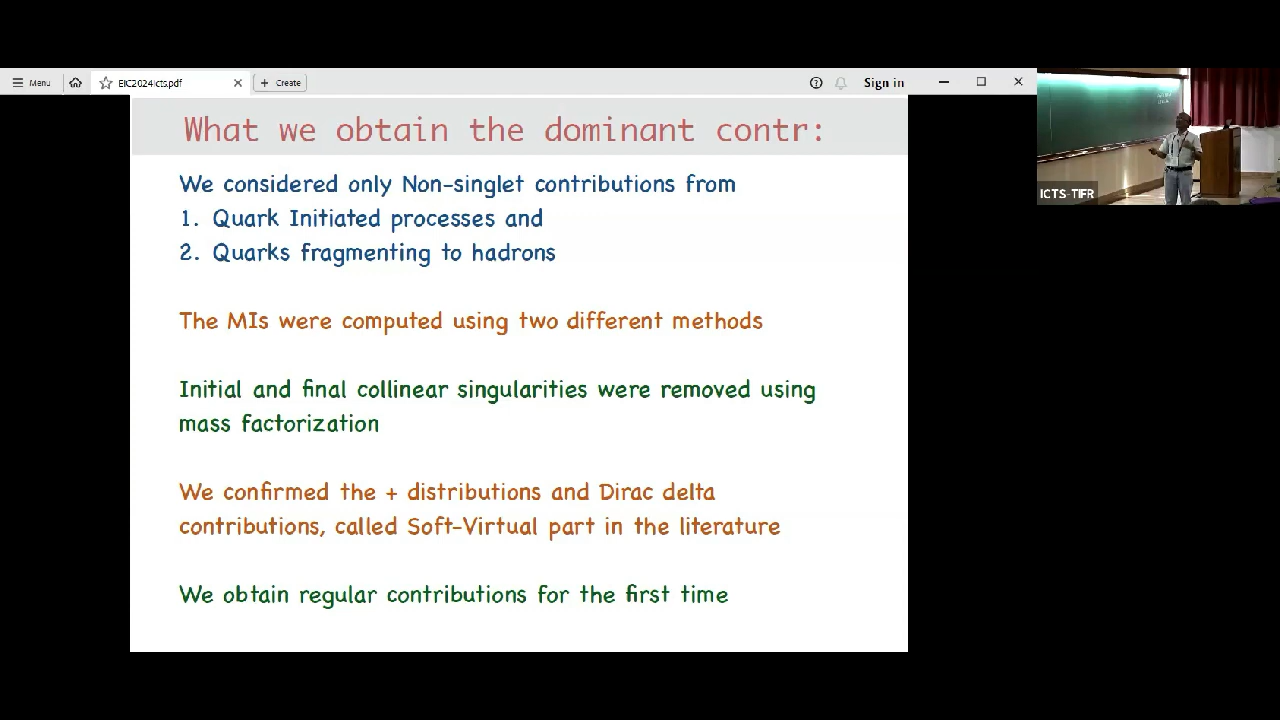 Menu
EIC2024icts.pdf
+ Create
Sign in
What we obtain the dominant contr:
We considered only Non-singlet contributions from
1. Quark Initiated processes and
2. Quarks fragmenting to hadrons
The MIs were computed using two different methods
Initial and final collinear singularities were removed using
mass factorization
We confirmed the + distributions and Dirac delta
contributions, called Soft-Virtual part in the literature
We obtain regular contributions for the first time
ICTS-TIFR